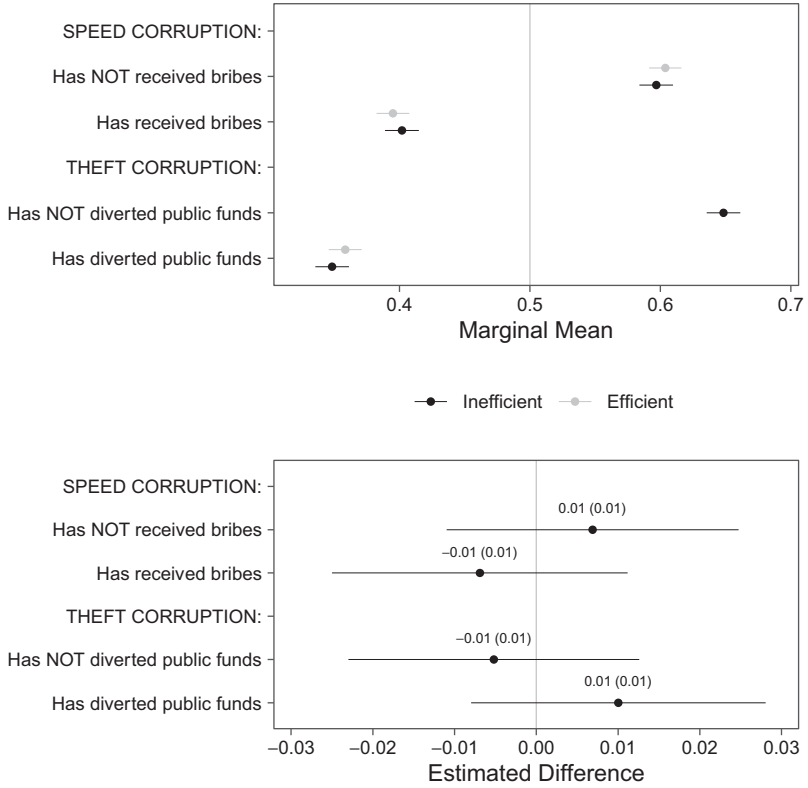 SPEED CORRUPTION:
Has NOT received bribes
Has received bribes
THEFT CORRUPTION:
Has NOT diverted public funds
Has diverted public funds
0.4 0.5 0.6 0.7
Marginal Mean
Inefficient Efficient
SPEED CORRUPTION:
0.01 (0.01)
Has NOT received bribes
−0.01 (0.01)
Has received bribes
THEFT CORRUPTION:
−0.01 (0.01)
Has NOT diverted public funds
0.01 (0.01)
Has diverted public funds
−0.03 −0.02 −0.01 0.00 0.01 0.02 0.03
Estimated Difference